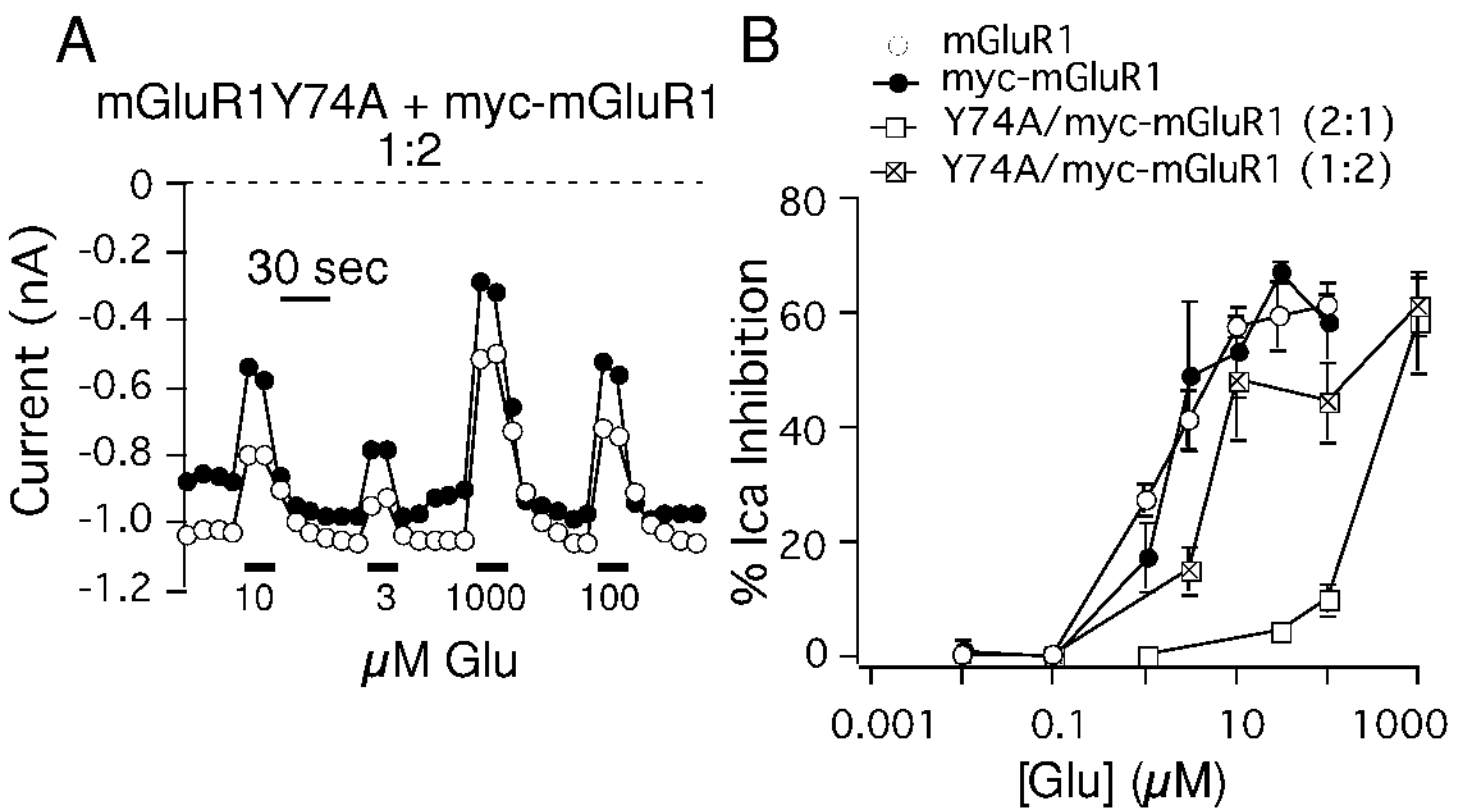 A
mGluR1Y74A + myc-mGluR1
1:2
0
-0.2
-0.4
-0.6
-0.8
-1.0
-1.2
Current (nA)
30 sec
10
3
1000
100
µM Glu
B
mGluR1
myc-mGluR1
Y74A/myc-mGluR1 (2:1)
Y74A/myc-mGluR1 (1:2)
80
60
40
20
0
% Ica Inhibition
0.001
0.1
10
1000
[Glu] (µM)